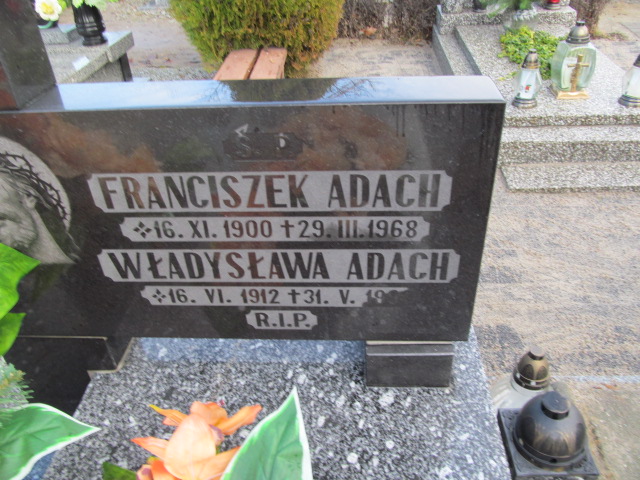 Ś.P.
FRANCISZEK ADACH
16. XI. 1900 + 29. III. 1968
WŁADYSŁAWA ADACH
16. VI. 1912 + 31. V.
R.I.P.